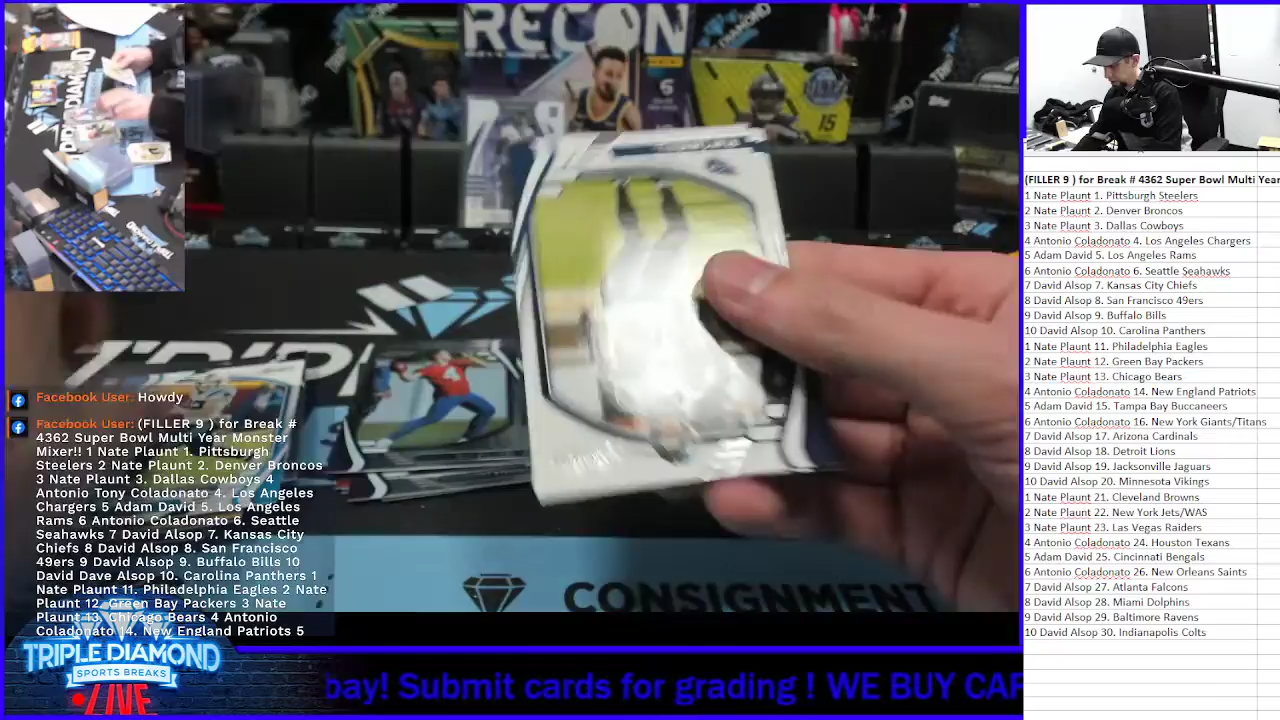 RECON
6
15
Topps
TRIPLE DIAMOND
CONSIGNMENT
Facebook User: Howdy
Facebook User: (FILLER 9 ) for Break #
4362 Super Bowl Multi Year Monster
Mixer!! 1 Nate Plaunt 1. Pittsburgh
Steelers 2 Nate Plaunt 2. Denver Broncos
3 Nate Plaunt 3. Dallas Cowboys 4
Antonio Tony Coladonato 4. Los Angeles
Chargers 5 Adam David 5. Los Angeles
Rams 6 Antonio Coladonato 6. Seattle
Seahawks 7 David Alsop 7. Kansas City
Chiefs 8 David Alsop 8. San Francisco
49ers 9 David Alsop 9. Buffalo Bills 10
David Dave Alsop 10. Carolina Panthers 1
Nate Plaunt 11. Philadelphia Eagles 2 Nate
Plaunt 12. Green Bay Packers 3 Nate
Plaunt 13. Chicago Bears 4 Antonio
Coladonato 14. New England Patriots 5
TRIPLE DIAMOND
SPORTS BREAKS
LIVE
bay! Submit cards for grading ! WE BUY CAR
(FILLER 9 ) for Break # 4362 Super Bowl Multi Year
1 Nate Plaunt 1. Pittsburgh Steelers
2 Nate Plaunt 2. Denver Broncos
3 Nate Plaunt 3. Dallas Cowboys
4 Antonio Coladonato 4. Los Angeles Chargers
5 Adam David 5. Los Angeles Rams
6 Antonio Coladonato 6. Seattle Seahawks
7 David Alsop 7. Kansas City Chiefs
8 David Alsop 8. San Francisco 49ers
9 David Alsop 9. Buffalo Bills
10 David Alsop 10. Carolina Panthers
1 Nate Plaunt 11. Philadelphia Eagles
2 Nate Plaunt 12. Green Bay Packers
3 Nate Plaunt 13. Chicago Bears
4 Antonio Coladonato 14. New England Patriots
5 Adam David 15. Tampa Bay Buccaneers
6 Antonio Coladonato 16. New York Giants/Titans
7 David Alsop 17. Arizona Cardinals
8 David Alsop 18. Detroit Lions
9 David Alsop 19. Jacksonville Jaguars
10 David Alsop 20. Minnesota Vikings
1 Nate Plaunt 21. Cleveland Browns
2 Nate Plaunt 22. New York Jets/WAS
3 Nate Plaunt 23. Las Vegas Raiders
4 Antonio Coladonato 24. Houston Texans
5 Adam David 25. Cincinnati Bengals
6 Antonio Coladonato 26. New Orleans Saints
7 David Alsop 27. Atlanta Falcons
8 David Alsop 28. Miami Dolphins
9 David Alsop 29. Baltimore Ravens
10 David Alsop 30. Indianapolis Colts